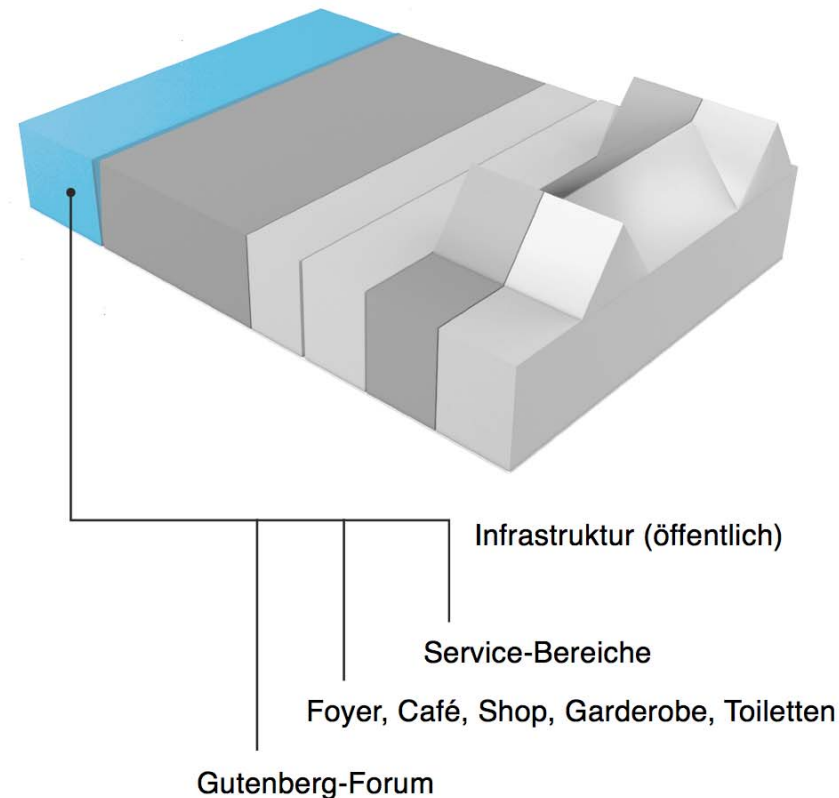 Infrastruktur (öffentlich)
Service-Bereiche
Foyer, Café, Shop, Garderobe, Toiletten
Gutenberg-Forum